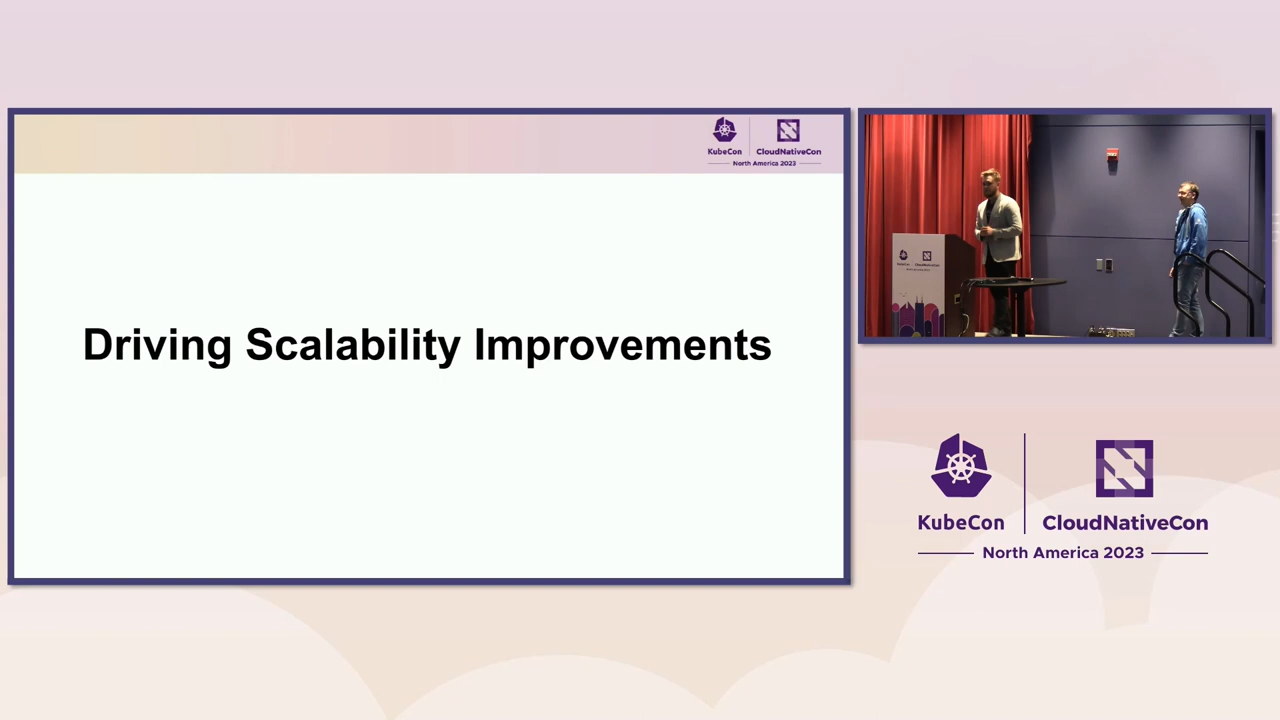 KubeCon
CloudNativeCon
North America 2023
Driving Scalability Improvements
KubeCon
CloudNativeCon
North America 2023